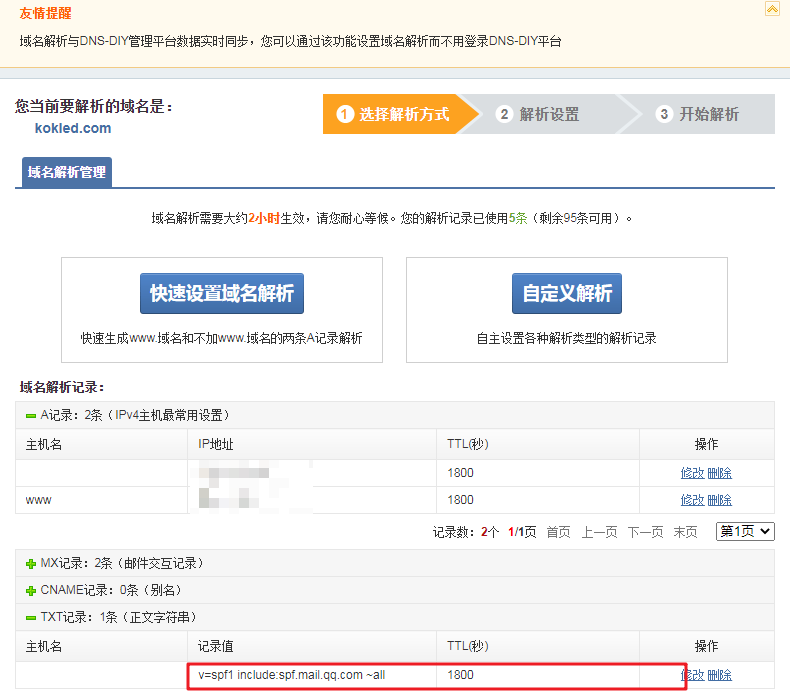 友情提醒
域名解析与DNS-DIY管理平台数据实时同步，您可以通过该功能设置域名解析而不用登录DNS-DIY平台
您当前要解析的域名是：
kokled.com
1 选择解析方式 2 解析设置 3 开始解析
域名解析管理
域名解析需要大约2小时生效，请您耐心等候。您的解析记录已使用5条（剩余95条可用）。
快速设置域名解析 自定义解析
快速生成www.域名和不加www.域名的两条A记录解析 自主设置各种解析类型的解析记录
域名解析记录：
A记录：2条（IPv4主机最常用设置）
主机名 IP地址 TTL(秒) 操作
1800 修改 删除
www 1800 修改 删除
记录数：2个 1/1页 首页 上一页 下一页 末页 第1页
MX记录：2条（邮件交互记录）
CNAME记录：0条（别名）
TXT记录：1条（正文字符串）
主机名 记录值 TTL(秒) 操作
v=spf1 include:spf.mail.qq.com ~all 1800 修改 删除